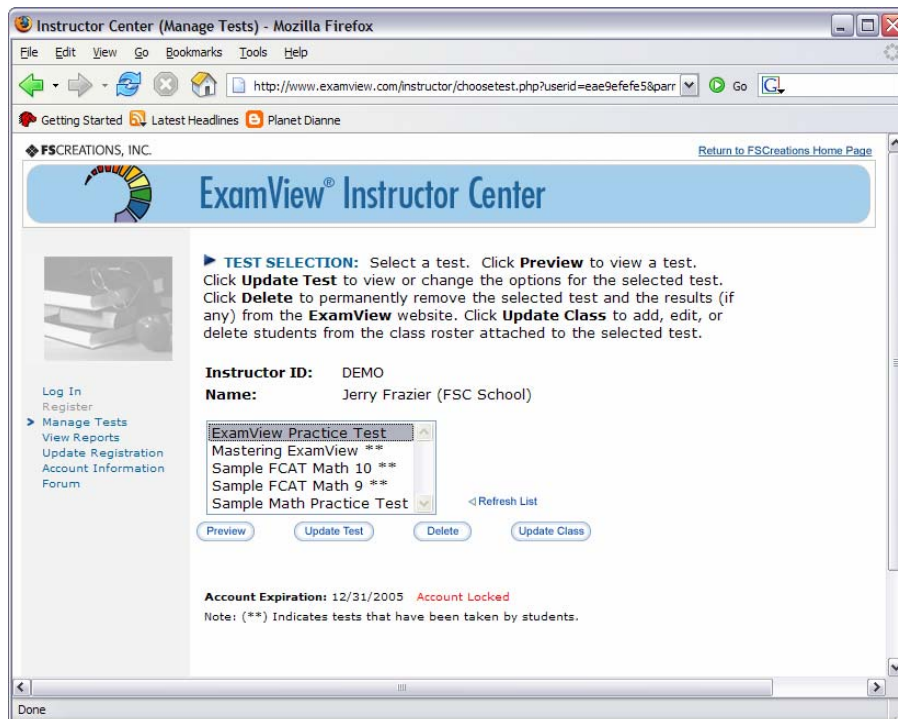 Instructor Center (Manage Tests) - Mozilla Firefox
File Edit View Go Bookmarks Tools Help
http://www.examview.com/instructor/choosetest.php?userid=eae9efefe5&parr Go G
Getting Started Latest Headlines Planet Dianne
FSCREATIONS, INC. Return to FSCreations Home Page
ExamView® Instructor Center
TEST SELECTION: Select a test. Click Preview to view a test.
Click Update Test to view or change the options for the selected test.
Click Delete to permanently remove the selected test and the results (if
any) from the ExamView website. Click Update Class to add, edit, or
delete students from the class roster attached to the selected test.
Instructor ID: DEMO
Name: Jerry Frazier (FSC School)
Log In
Register
Manage Tests
View Reports
Update Registration
Account Information
Forum
ExamView Practice Test
Mastering ExamView **
Sample FCAT Math 10 **
Sample FCAT Math 9 **
Sample Math Practice Test
Refresh List
Preview Update Test Delete Update Class
Account Expiration: 12/31/2005 Account Locked
Note: (**) Indicates tests that have been taken by students.
Done